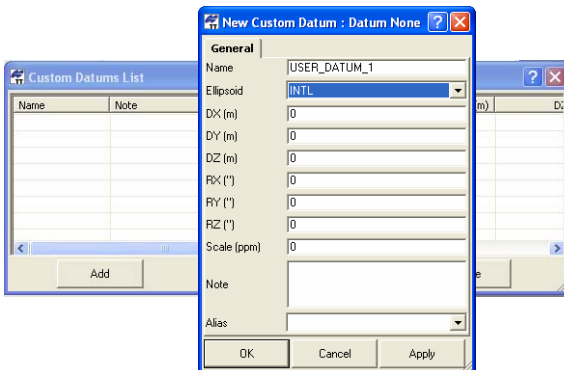 New Custom Datum : Datum None
General
Custom Datums List
Name USER_DATUM_1
Name Note
Ellipsoid INTL
DX (m) 0
DY (m) 0
DZ (m) 0
RX (") 0
RY (") 0
RZ (") 0
Scale (ppm) 0
Add
Note
Alias
OK Cancel Apply